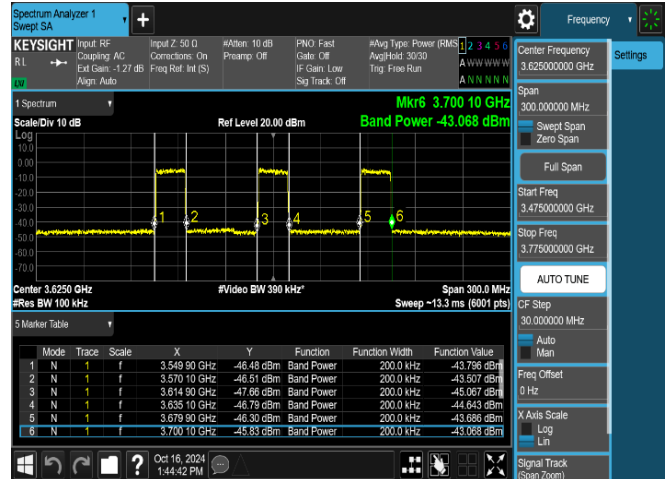 Spectrum Analyzer 1
Swept SA
+
Frequency
KEYSIGHT
RL
Input: RF
Coupling: AC
Ext Gain: -1.27 dB
Align: Auto
Input Z: 50 Ω
Corrections: On
Freq Ref: Int (S)
#Atten: 10 dB
Preamp: Off
PNO: Fast
Gate: Off
IF Gain: Low
Sig Track: Off
#Avg Type: Power (RMS
Avg|Hold: 30/30
Trig: Free Run
1 2 3 4 5 6
A W W W W W
A N N N N N
1 Spectrum
Scale/Div 10 dB
Ref Level 20.00 dBm
Mkr6 3.700 10 GHz
Band Power -43.068 dBm
Log
10.0
0.00
-10.0
-20.0
-30.0
-40.0
-50.0
-60.0
-70.0
1
2
3
4
5
6
Center 3.6250 GHz
#Video BW 390 kHz*
Span 300.0 MHz
#Res BW 100 kHz
Sweep ~13.3 ms (6001 pts)
5 Marker Table
Mode Trace Scale X Y Function Function Width Function Value
1 N 1 f 3.549 90 GHz -46.48 dBm Band Power 200.0 kHz -43.796 dBm
2 N 1 f 3.570 10 GHz -46.51 dBm Band Power 200.0 kHz -43.507 dBm
3 N 1 f 3.614 90 GHz -47.66 dBm Band Power 200.0 kHz -45.067 dBm
4 N 1 f 3.635 10 GHz -46.79 dBm Band Power 200.0 kHz -44.643 dBm
5 N 1 f 3.679 90 GHz -46.30 dBm Band Power 200.0 kHz -43.686 dBm
6 N 1 f 3.700 10 GHz -45.83 dBm Band Power 200.0 kHz -43.068 dBm
?
Oct 16, 2024
1:44:42 PM
Center Frequency
3.625000000 GHz
Settings
Span
300.000000 MHz
Swept Span
Zero Span
Full Span
Start Freq
3.475000000 GHz
Stop Freq
3.775000000 GHz
AUTO TUNE
CF Step
30.000000 MHz
Auto
Man
Freq Offset
0 Hz
X Axis Scale
Log
Lin
Signal Track
(Span Zoom)